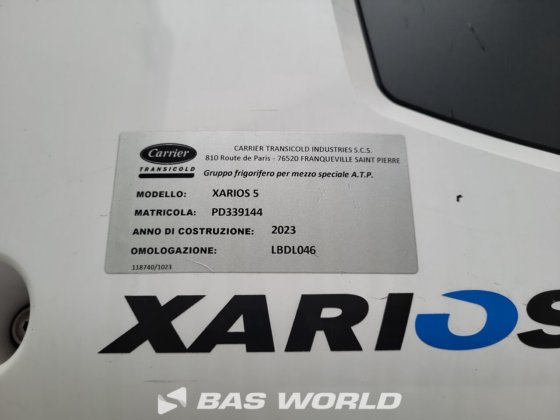 Carrier
TRANSICOLD
CARRIER TRANSICOLD INDUSTRIES S.C.S.
810 Route de Paris - 76520 FRANQUEVILLE SAINT PIERRE
Gruppo frigorifero per mezzo speciale A.T.P.
MODELLO: XARIOS 5
MATRICOLA: PD339144
ANNO DI COSTRUZIONE: 2023
OMOLOGAZIONE: LBDL046
118740/1023
XARIOS
BAS WORLD